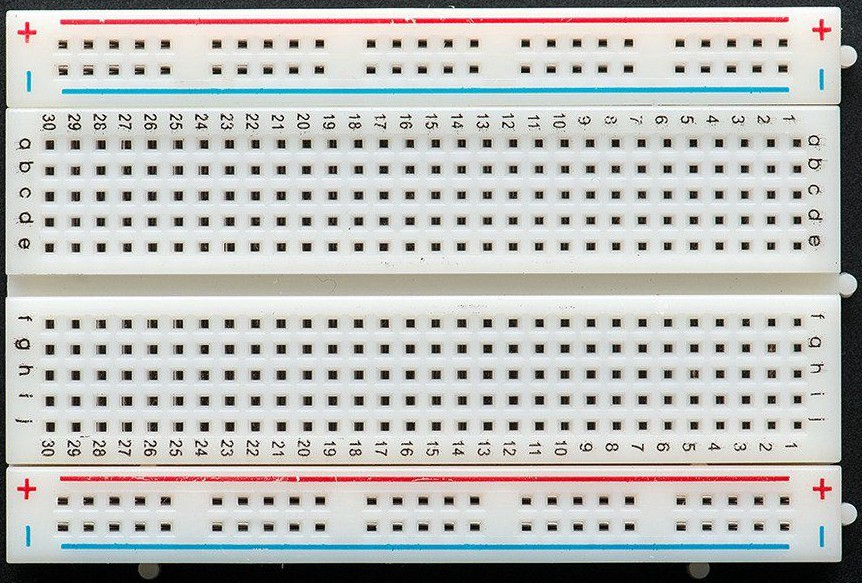 + +
- -
30 29 28 27 26 25 24 23 22 21 20 19 18 17 16 15 14 13 12 11 10 9 8 7 6 5 4 3 2 1
a a
b b
c c
d d
e e
f f
g g
h h
i i
j j
30 29 28 27 26 25 24 23 22 21 20 19 18 17 16 15 14 13 12 11 10 9 8 7 6 5 4 3 2 1
+ +
- -